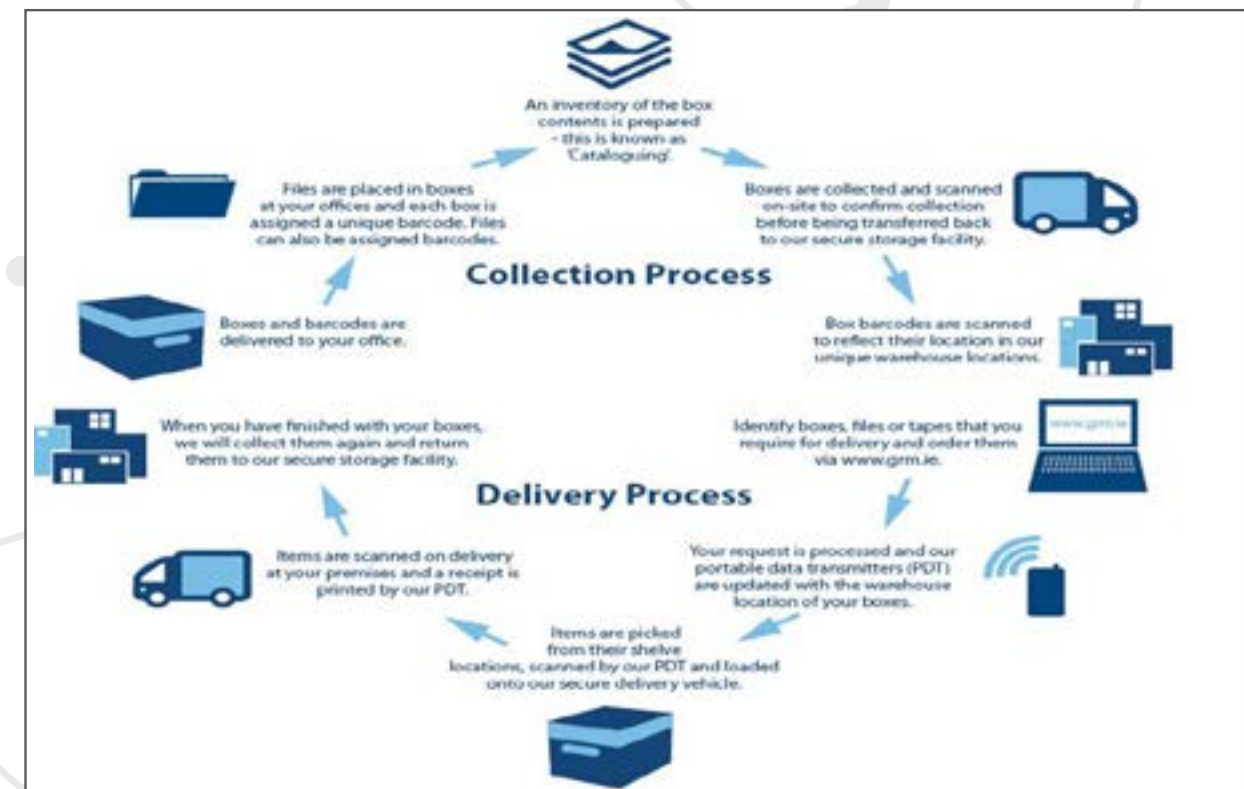 An inventory of the box
contents is prepared
- this is known as
'Cataloguing'.
Files are placed in boxes
at your offices and each box is
assigned a unique barcode. Files
can also be assigned barcodes.
Boxes are collected and scanned
on-site to confirm collection
before being transferred back
to our secure storage facility.
Collection Process
Boxes and barcodes are
delivered to your office.
Box barcodes are scanned
to reflect their location in our
unique warehouse locations.
When you have finished with your boxes,
we will collect them again and return
them to our secure storage facility.
Identify boxes, files or tapes that you
require for delivery and order them
via www.grm.ie.
www.grm.ie
Delivery Process
Items are scanned on delivery
at your premises and a receipt is
printed by our PDT.
Your request is processed and our
portable data transmitters (PDT)
are updated with the warehouse
location of your boxes.
Items are picked
from their shelve
locations, scanned by our PDT and loaded
onto our secure delivery vehicle.